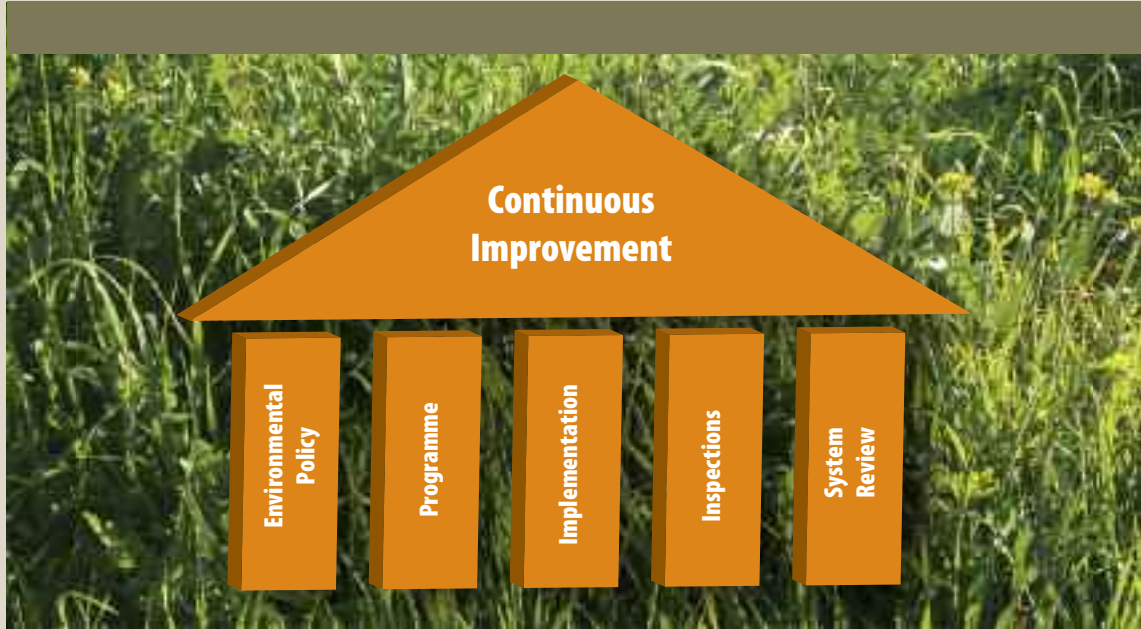 Continuous
Improvement
Environmental
Policy
Programme
Implementation
Inspections
System
Review